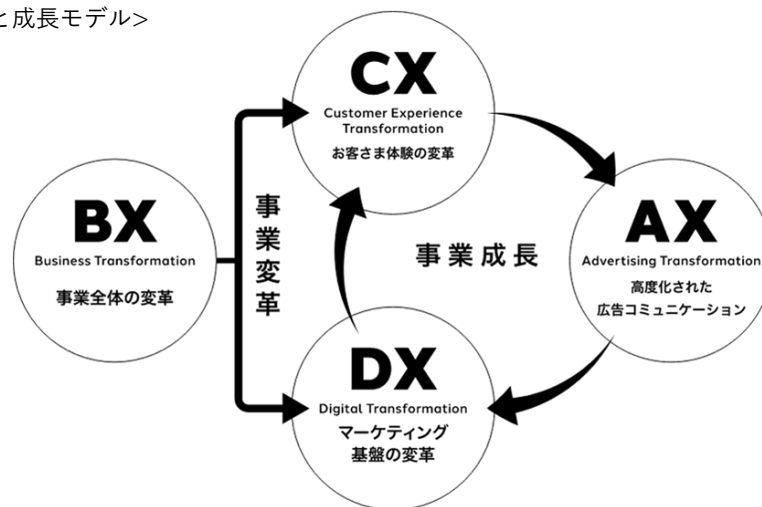 と成長モデル>
CX
Customer Experience
Transformation
お客さま体験の変革
BX
Business Transformation
事業全体の変革
事業変革
事業成長
AX
Advertising Transformation
高度化された
広告コミュニケーション
DX
Digital Transformation
マーケティング
基盤の変革